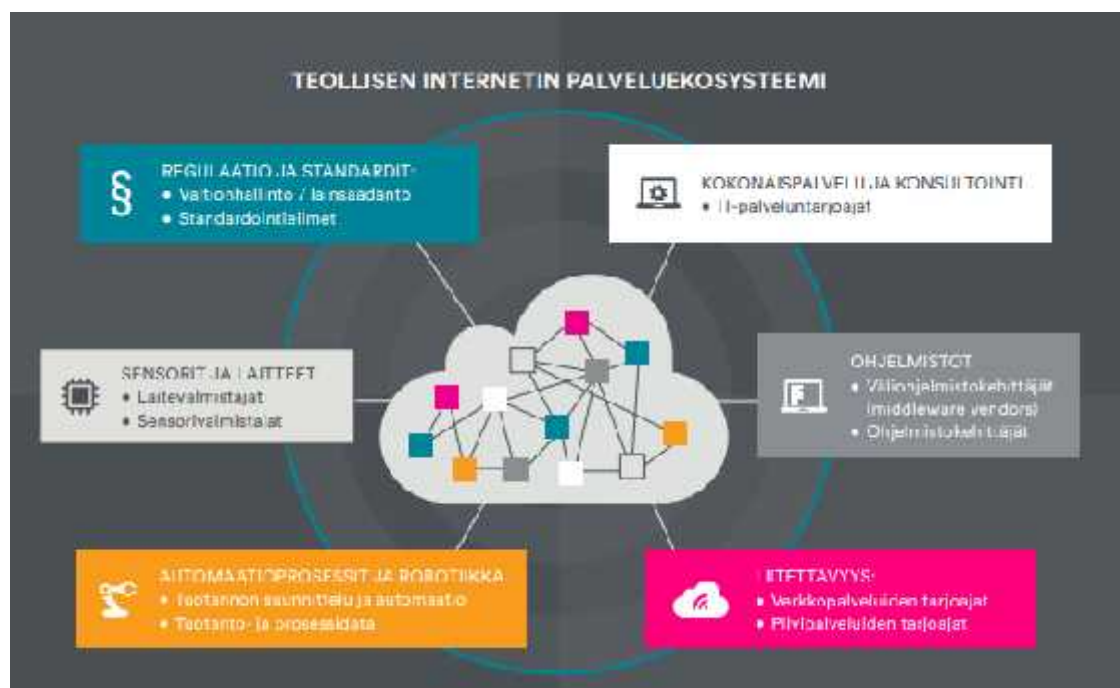 TEOLLISEN INTERNETIN PALVELUEKOSYSTEEMI
§
REGULAATIO JA STANDARDIT:
• Valtionhallinto / lainsäädäntö
• Standardointielimet
KOKONAISPALVELU JA KONSULTOINTI
• IT-palveluntarjoajat
SENSORIT JA LAITTEET
• Laitevalmistajat
• Sensorivalmistajat
OHJELMISTOT
• Väliohjelmistokehittäjät
(middleware vendors)
• Ohjelmistokehittäjät
AUTOMAATIOPROSESSIT JA ROBOTIIKKA
• Tuotannon suunnittelu ja automaatio
• Tuotanto- ja prosessidata
LIITETTÄVYYS:
• Verkkopalveluiden tarjoajat
• Pilvipalveluiden tarjoajat